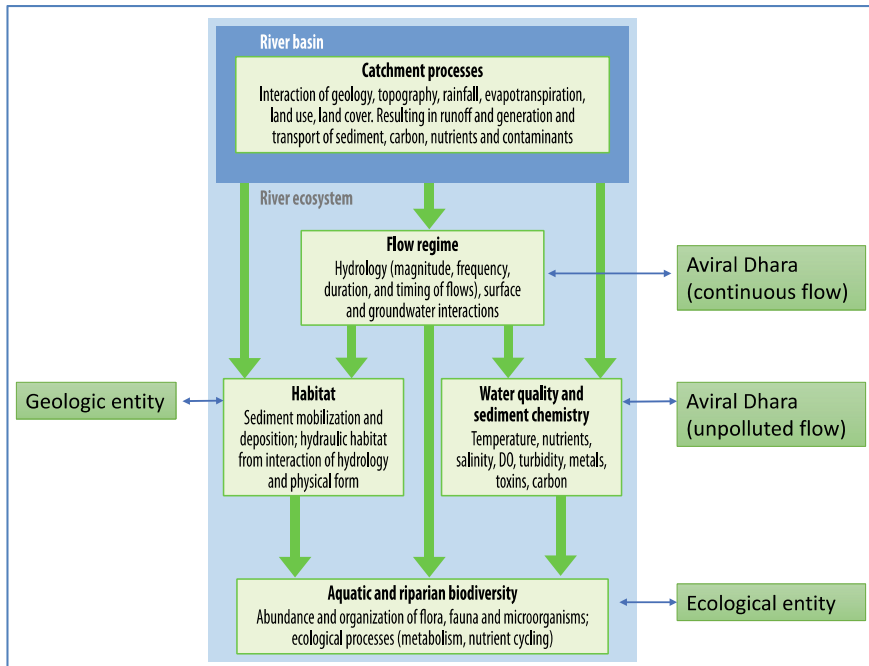 River basin
Catchment processes
Interaction of geology, topography, rainfall, evapotranspiration,
land use, land cover. Resulting in runoff and generation and
transport of sediment, carbon, nutrients and contaminants
River ecosystem
Flow regime
Hydrology (magnitude, frequency,
duration, and timing of flows), surface
and groundwater interactions
Aviral Dhara
(continuous flow)
Geologic entity
Habitat
Sediment mobilization and
deposition; hydraulic habitat
from interaction of hydrology
and physical form
Water quality and
sediment chemistry
Temperature, nutrients,
salinity, DO, turbidity, metals,
toxins, carbon
Aviral Dhara
(unpolluted flow)
Aquatic and riparian biodiversity
Abundance and organization of flora, fauna and microorganisms;
ecological processes (metabolism, nutrient cycling)
Ecological entity